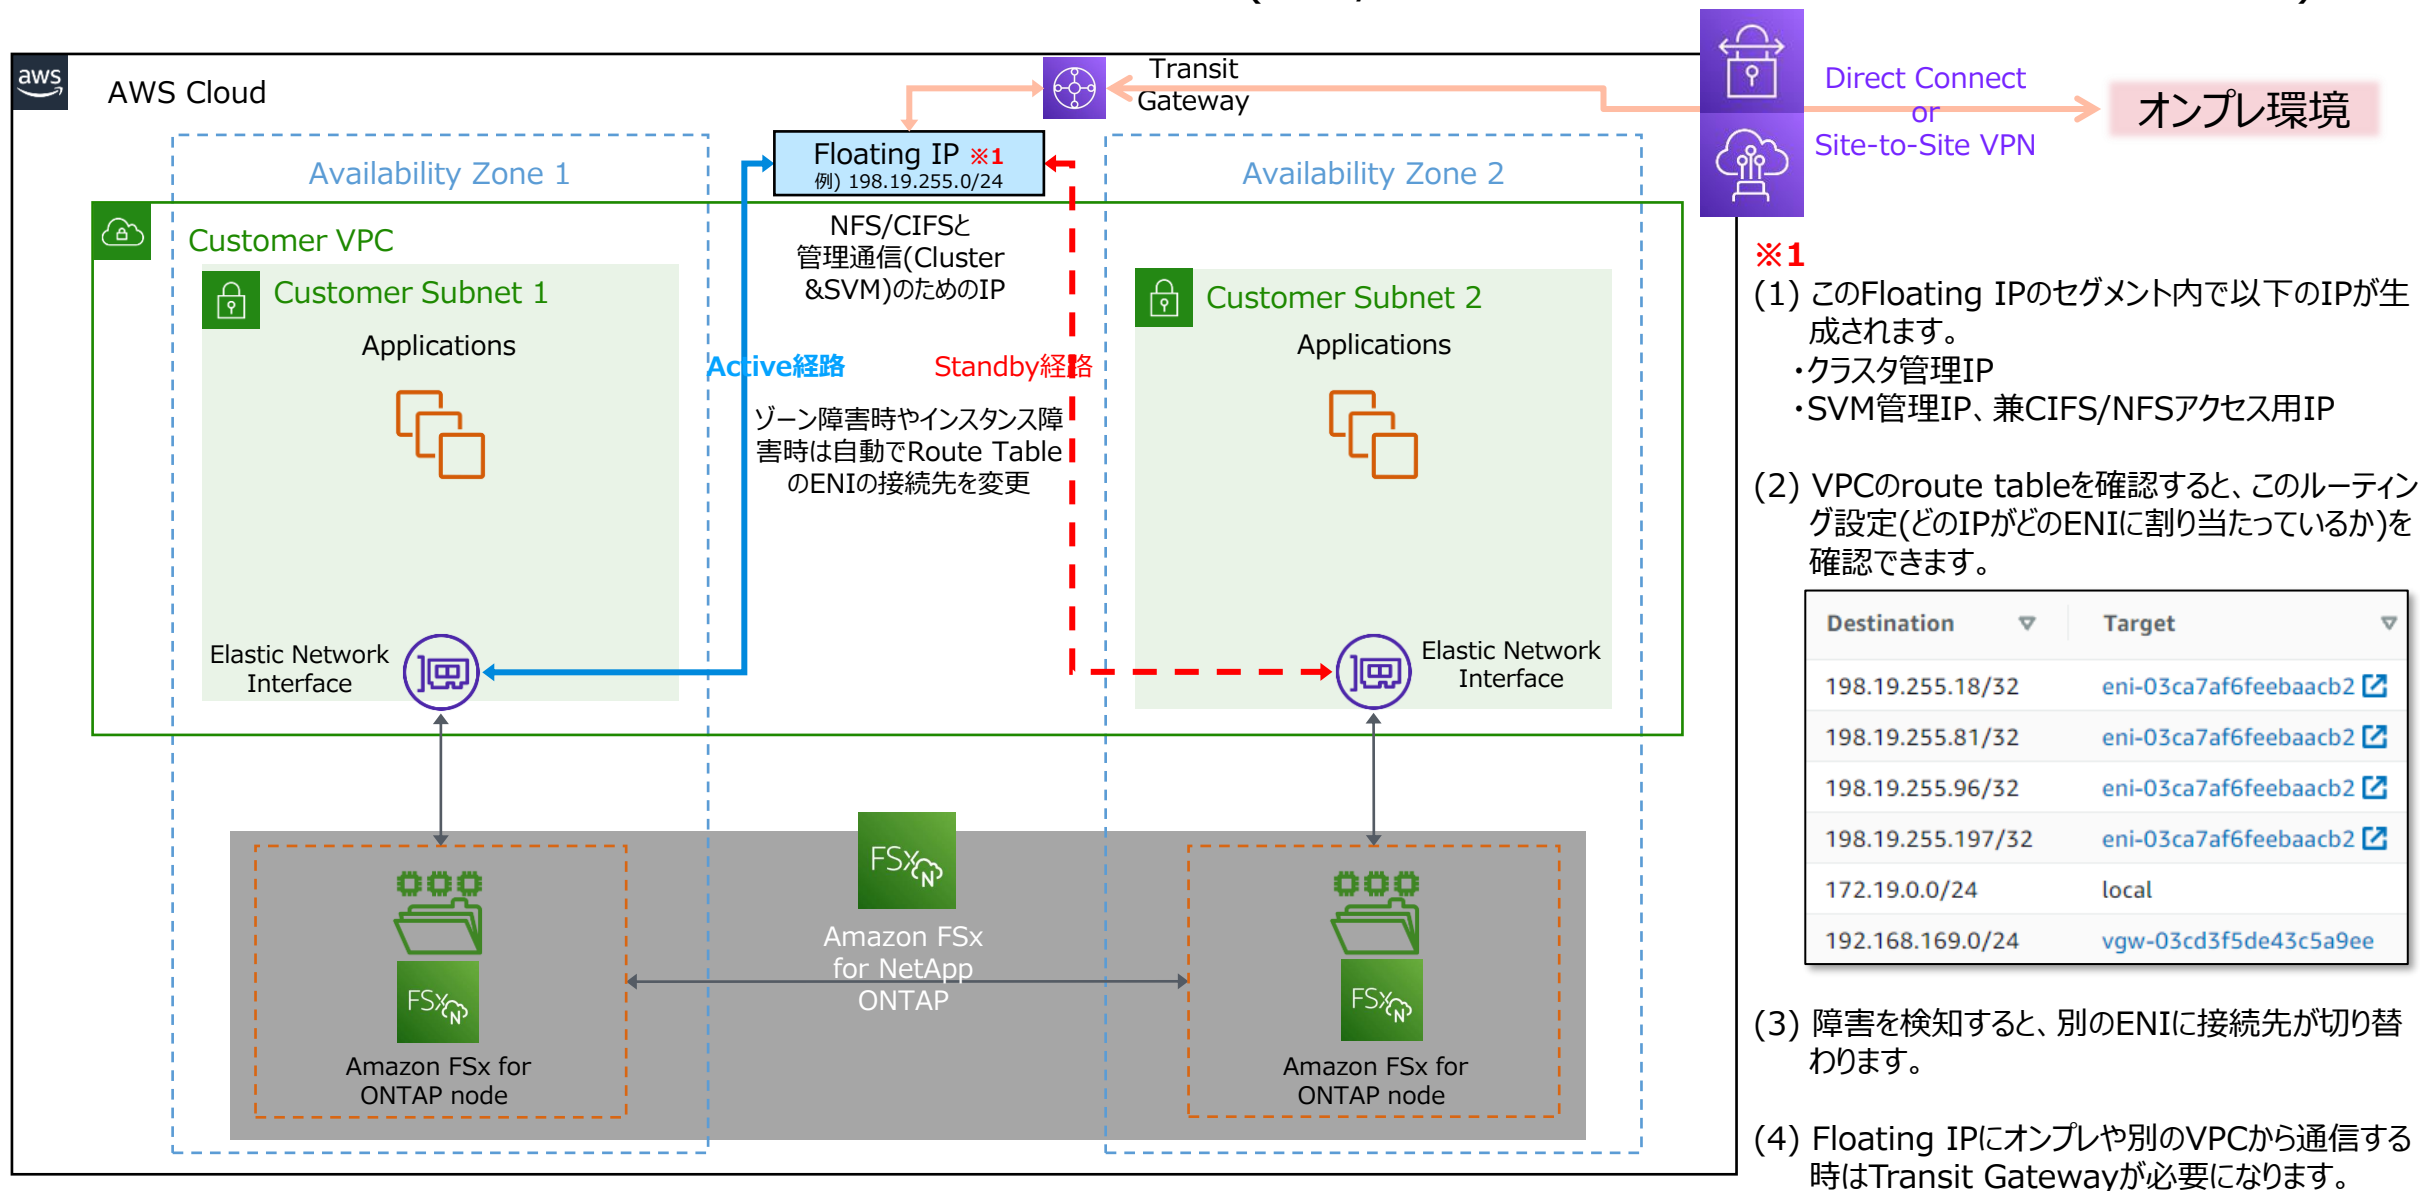 aws
AWS Cloud
Transit
Gateway
Direct Connect
or
Site-to-Site VPN
オンプレ環境
Availability Zone 1
Floating IP ※1
例) 198.19.255.0/24
Availability Zone 2
Customer VPC
NFS/CIFSと
管理通信(Cluster
&SVM)のためのIP
Customer Subnet 1
Applications
Customer Subnet 2
Applications
Active経路
Standby経路
ゾーン障害時やインスタンス障
害時は自動でRoute Table
のENIの接続先を変更
Elastic Network
Interface
Elastic Network
Interface
FSx
N
Amazon FSx
for NetApp
ONTAP
FSx
N
Amazon FSx for
ONTAP node
FSx
N
Amazon FSx for
ONTAP node
※1
(1) このFloating IPのセグメント内で以下のIPが生
成されます。
・クラスタ管理IP
・SVM管理IP、兼CIFS/NFSアクセス用IP
(2) VPCのroute tableを確認すると、このルーティン
グ設定(どのIPがどのENIに割り当たっているか)を
確認できます。
Destination Target
198.19.255.18/32 eni-03ca7af6feebaacb2
198.19.255.81/32 eni-03ca7af6feebaacb2
198.19.255.96/32 eni-03ca7af6feebaacb2
198.19.255.197/32 eni-03ca7af6feebaacb2
172.19.0.0/24 local
192.168.169.0/24 vgw-03cd3f5de43c5a9ee
(3) 障害を検知すると、別のENIに接続先が切り替
わります。
(4) Floating IPにオンプレや別のVPCから通信する
時はTransit Gatewayが必要になります。